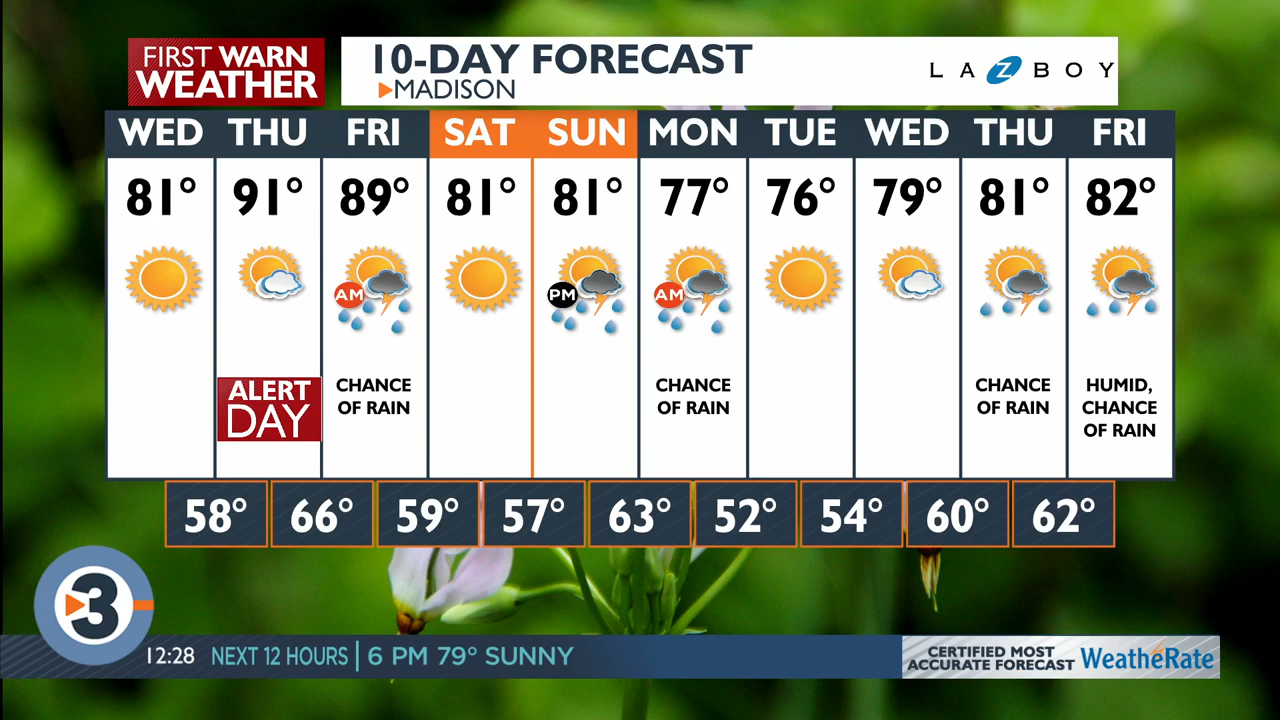 FIRST WARN
WEATHER
10-DAY FORECAST
MADISON
LA Z BOY
WED THU FRI SAT SUN MON TUE WED THU FRI
81° 91° 89° 81° 81° 77° 76° 79° 81° 82°
AM PM AM
ALERT
DAY
CHANCE
OF RAIN
CHANCE
OF RAIN
CHANCE
OF RAIN
HUMID,
CHANCE
OF RAIN
58° 66° 59° 57° 63° 52° 54° 60° 62°
3
12:28 NEXT 12 HOURS | 6 PM 79° SUNNY
CERTIFIED MOST
ACCURATE FORECAST
WeatheRate